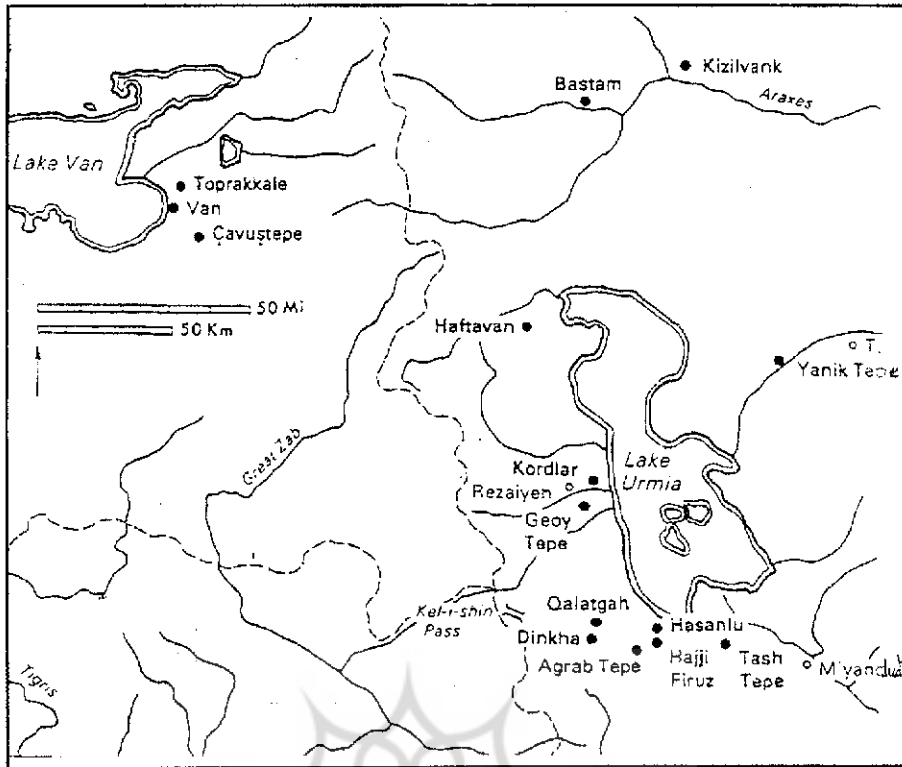 Kizilvank
Bastam
Araxes
Lake Van
Toprakkale
Van
Çavuştepe
50 Mi
50 Km
Haftavan
T.
Yanik Tepe
Great Zab
Kordlar
Lake
Urmia
Rezaiyen
Geoy
Tepe
Qalatgah
Kel-i-shin
Pass
Hasanlu
Dinkha
Agrab Tepe
Hajji
Firuz
Tash
Tepe
Tigris